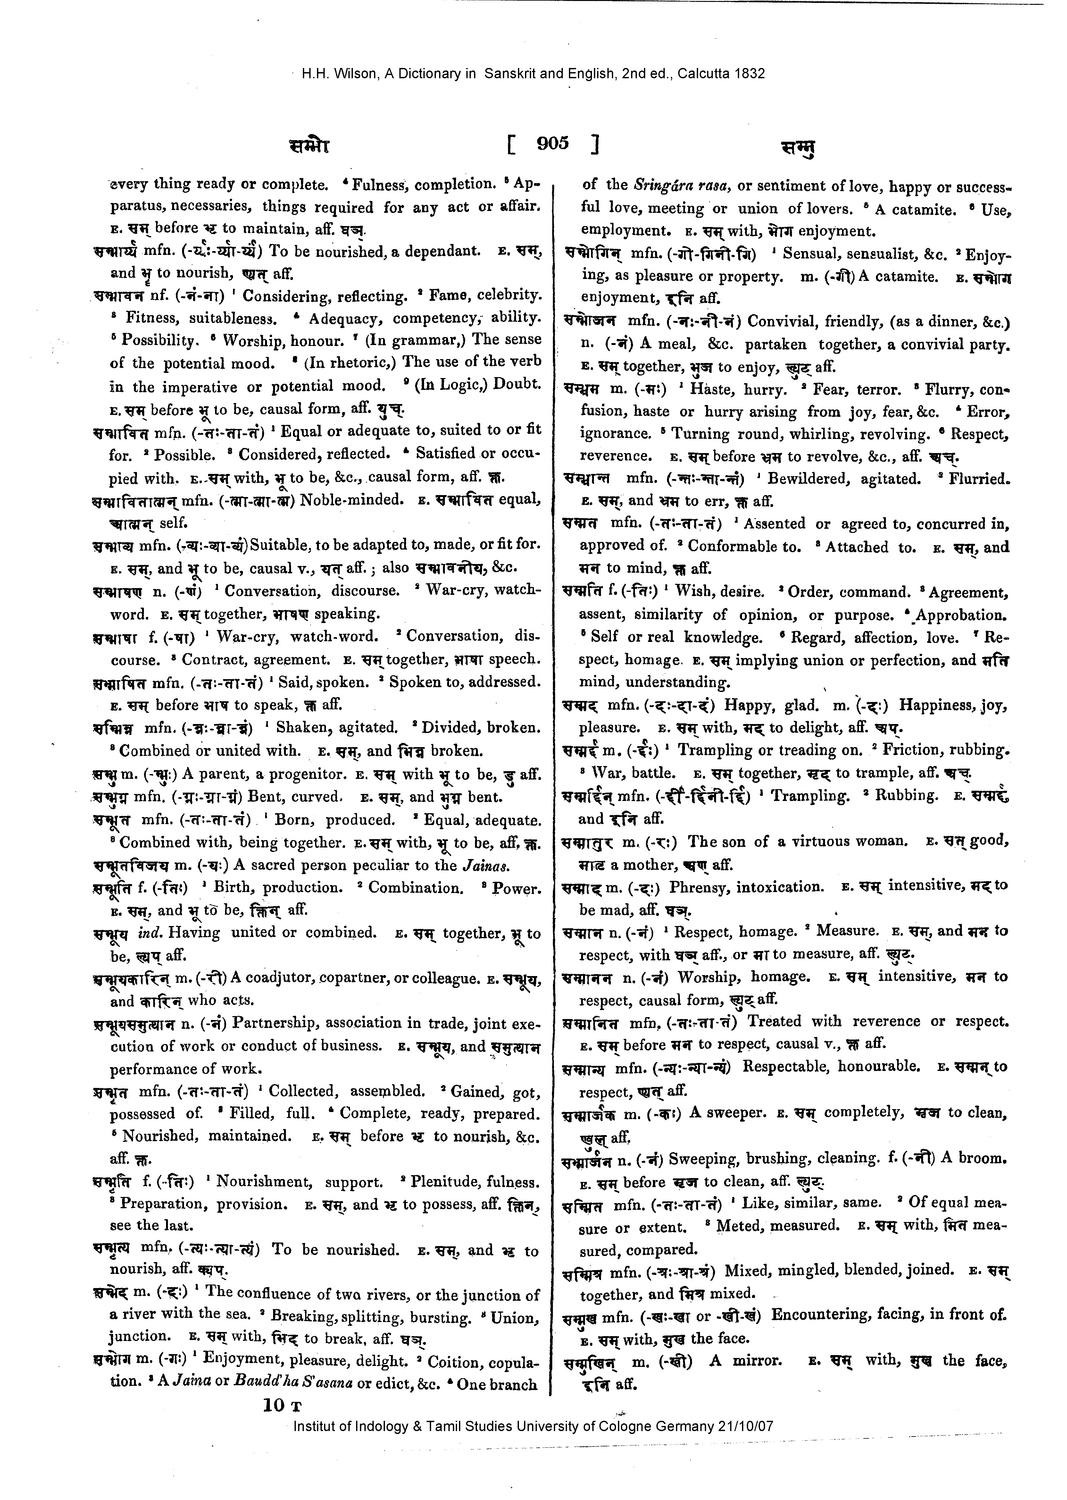 H.H. Wilson, A Dictionary in Sanskrit and English, 2nd ed., Calcutta 1832
सम्भो [ 905 ] सम्मु
every thing ready or complete. ⁴ Fulness, completion. ⁵ Ap-
paratus, necessaries, things required for any act or affair.
E. सम् before भृ to maintain, aff. घञ्.
सम्भार्य्य mfn. (-र्य्यः-र्य्या-र्य्यं) To be nourished, a dependant. E. सम्,
and भृ to nourish, ण्यत् aff.
सम्भावन nf. (-नं-ना) ¹ Considering, reflecting. ² Fame, celebrity.
³ Fitness, suitableness. ⁴ Adequacy, competency, ability.
⁵ Possibility. ⁶ Worship, honour. ⁷ (In grammar,) The sense
of the potential mood. ⁸ (In rhetoric,) The use of the verb
in the imperative or potential mood. ⁹ (In Logic,) Doubt.
E. सम् before भू to be, causal form, aff. युच्.
सम्भावित mfn. (-तः-ता-तं) ¹ Equal or adequate to, suited to or fit
for. ² Possible. ³ Considered, reflected. ⁴ Satisfied or occu-
pied with. E. सम् with, भू to be, &c., causal form, aff. क्त.
सम्भावितात्मन् mfn. (-त्मा-त्मा-त्म) Noble-minded. E. सम्भावित equal,
आत्मन् self.
सम्भाव्य mfn. (-व्यः-व्या-व्यं) Suitable, to be adapted to, made, or fit for.
E. सम्, and भू to be, causal v., यत् aff. ; also सम्भावनीय, &c.
सम्भाषण n. (-णं) ¹ Conversation, discourse. ² War-cry, watch-
word. E. सम् together, भाषण speaking.
सम्भाषा f. (-षा) ¹ War-cry, watch-word. ² Conversation, dis-
course. ³ Contract, agreement. E. सम् together, भाषा speech.
सम्भाषित mfn. (-तः-ता-तं) ¹ Said, spoken. ² Spoken to, addressed.
E. सम् before भाष to speak, क्त aff.
सम्भिन्न mfn. (-न्नः-न्ना-न्नं) ¹ Shaken, agitated. ² Divided, broken.
³ Combined or united with. E. सम्, and भिन्न broken.
सम्भु m. (-म्भुः) A parent, a progenitor. E. सम् with भू to be, डु aff.
सम्भुग्न mfn. (-ग्नः-ग्ना-ग्नं) Bent, curved. E. सम्, and भुग्न bent.
सम्भूत mfn. (-तः-ता-तं) ¹ Born, produced. ² Equal, adequate.
³ Combined with, being together. E. सम् with, भू to be, aff. क्त.
सम्भूतविजय m. (-यः) A sacred person peculiar to the Jainas.
सम्भूति f. (-तिः) ¹ Birth, production. ² Combination. ³ Power.
E. सम्, and भू to be, क्तिन् aff.
सम्भूय ind. Having united or combined. E. सम् together, भू to
be, ल्यप् aff.
सम्भूयकारिन् m. (-री) A coadjutor, copartner, or colleague. E. सम्भूय,
and कारिन् who acts.
सम्भूयसमुत्थान n. (-नं) Partnership, association in trade, joint exe-
cution of work or conduct of business. E. सम्भूय, and समुत्थान
performance of work.
सम्भृत mfn. (-तः-ता-तं) ¹ Collected, assembled. ² Gained, got,
possessed of. ³ Filled, full. ⁴ Complete, ready, prepared.
⁵ Nourished, maintained. E. सम् before भृ to nourish, &c.
aff. क्त.
सम्भृति f. (-तिः) ¹ Nourishment, support. ² Plenitude, fulness.
³ Preparation, provision. E. सम्, and भृ to possess, aff. क्तिन्,
see the last.
सम्भृत्य mfn. (-त्यः-त्या-त्यं) To be nourished. E. सम्, and भृ to
nourish, aff. क्यप्.
सम्भेद m. (-दः) ¹ The confluence of two rivers, or the junction of
a river with the sea. ² Breaking, splitting, bursting. ³ Union,
junction. E. सम् with, भिद् to break, aff. घञ्.
सम्भोग m. (-गः) ¹ Enjoyment, pleasure, delight. ² Coition, copula-
tion. ³ A Jaina or Baudd'ha S'asana or edict, &c. ⁴ One branch
10 T
of the Sringára rasa, or sentiment of love, happy or success-
ful love, meeting or union of lovers. ⁵ A catamite. ⁶ Use,
employment. E. सम् with, भोग enjoyment.
सम्भोगिन् mfn. (-गी-गिनी-गि) ¹ Sensual, sensualist, &c. ² Enjoy-
ing, as pleasure or property. m. (-गी) A catamite. E. सम्भोग
enjoyment, इनि aff.
सम्भोजन mfn. (-नः-नी-नं) Convivial, friendly, (as a dinner, &c.)
n. (-नं) A meal, &c. partaken together, a convivial party.
E. सम् together, भुज to enjoy, ल्युट् aff.
सम्भ्रम m. (-मः) ¹ Haste, hurry. ² Fear, terror. ³ Flurry, con-
fusion, haste or hurry arising from joy, fear, &c. ⁴ Error,
ignorance. ⁵ Turning round, whirling, revolving. ⁶ Respect,
reverence. E. सम् before भ्रम to revolve, &c., aff. अच्.
सम्भ्रान्त mfn. (-न्तः-न्ता-न्तं) ¹ Bewildered, agitated. ² Flurried.
E. सम्, and भ्रम to err, क्त aff.
सम्मत mfn. (-तः-ता-तं) ¹ Assented or agreed to, concurred in,
approved of. ² Conformable to. ³ Attached to. E. सम्, and
मन to mind, क्त aff.
सम्मति f. (-तिः) ¹ Wish, desire. ² Order, command. ³ Agreement,
assent, similarity of opinion, or purpose. ⁴ Approbation.
⁵ Self or real knowledge. ⁶ Regard, affection, love. ⁷ Re-
spect, homage. E. सम् implying union or perfection, and मति
mind, understanding.
सम्मद mfn. (-दः-दा-दं) Happy, glad. m. (-दः) Happiness, joy,
pleasure. E. सम् with, मद् to delight, aff. अप्.
सम्मर्द्द m. (-र्द्दः) ¹ Trampling or treading on. ² Friction, rubbing.
³ War, battle. E. सम् together, मृद to trample, aff. अच्.
सम्मर्द्दिन् mfn. (-र्द्दी-र्द्दिनी-र्द्दि) ¹ Trampling. ² Rubbing. E. सम्मर्द्द,
and इनि aff.
सम्मातुर m. (-रः) The son of a virtuous woman. E. सत् good,
मातृ a mother, अण् aff.
सम्माद m. (-दः) Phrensy, intoxication. E. सम् intensitive, मद् to
be mad, aff. घञ्.
सम्मान n. (-नं) ¹ Respect, homage. ² Measure. E. सम्, and मन to
respect, with घञ् aff., or मा to measure, aff. ल्युट्.
सम्मानन n. (-नं) Worship, homage. E. सम् intensitive, मन to
respect, causal form, ल्युट् aff.
सम्मानित mfn. (-तः-ता-तं) Treated with reverence or respect.
E. सम् before मन to respect, causal v., क्त aff.
सम्मान्य mfn. (-न्यः-न्या-न्यं) Respectable, honourable. E. सम्मन् to
respect, ण्यत् aff.
सम्मार्जक m. (-कः) A sweeper. E. सम् completely, मृज to clean,
ण्वुल् aff.
सम्मार्जन n. (-नं) Sweeping, brushing, cleaning. f. (-नी) A broom.
E. सम् before मृज to clean, aff. ल्युट्.
सम्मित mfn. (-तः-ता-तं) ¹ Like, similar, same. ² Of equal mea-
sure or extent. ³ Meted, measured. E. सम् with, मित mea-
sured, compared.
सम्मिश्र mfn. (-श्रः-श्रा-श्रं) Mixed, mingled, blended, joined. E. सम्
together, and मिश्र mixed.
सम्मुख mfn. (-खः-खा or -खी-खं) Encountering, facing, in front of.
E. सम् with, मुख the face.
सम्मुखिन् m. (-खी) A mirror. E. सम् with, मुख the face,
इनि aff.
Institut of Indology & Tamil Studies University of Cologne Germany 21/10/07